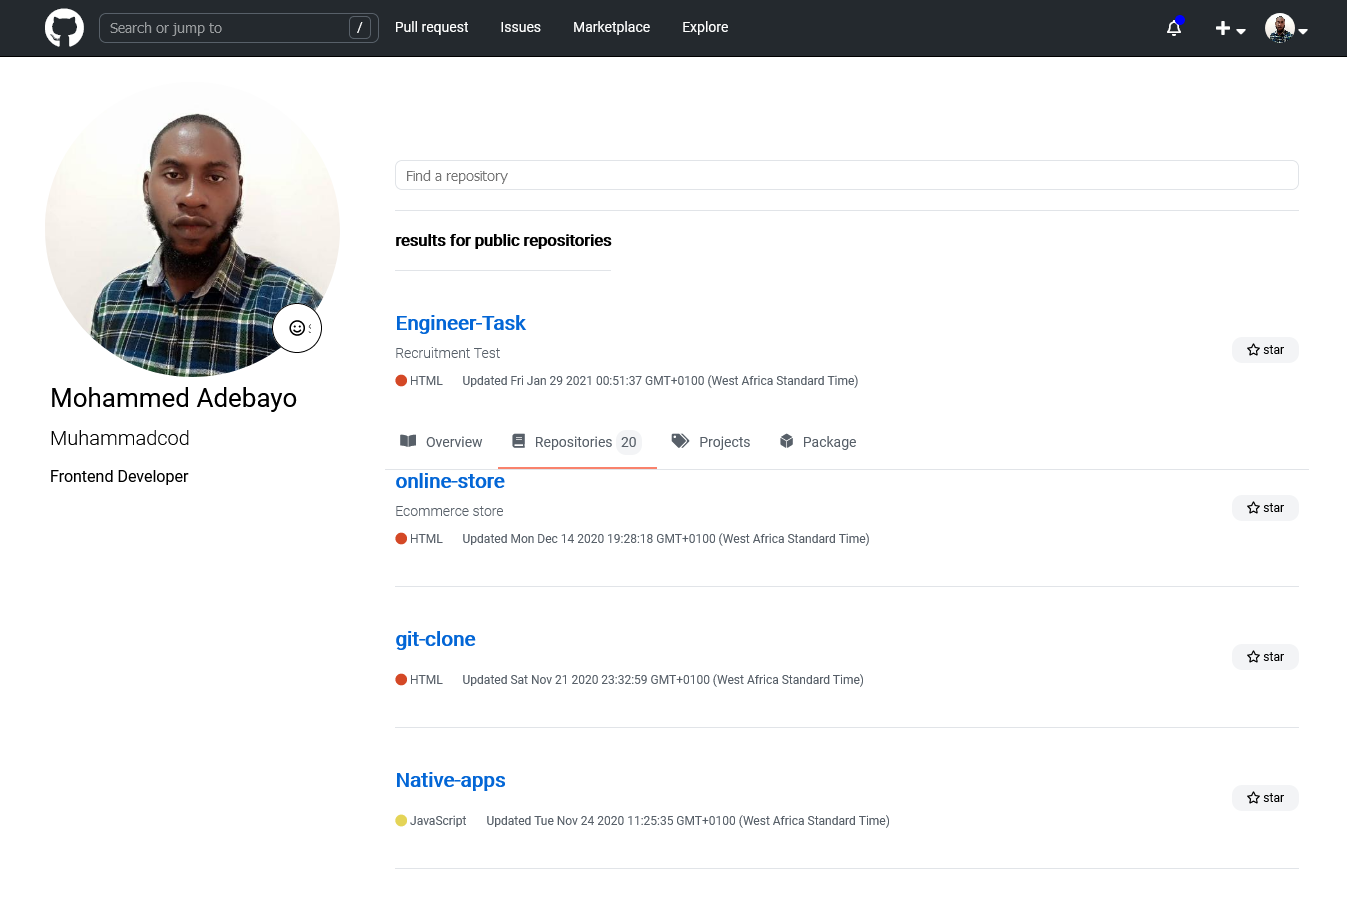 Search or jump to / Pull request Issues Marketplace Explore
Find a repository
results for public repositories
Engineer-Task
Recruitment Test
star
HTML Updated Fri Jan 29 2021 00:51:37 GMT+0100 (West Africa Standard Time)
Mohammed Adebayo
Muhammadcod
Frontend Developer
Overview Repositories 20 Projects Package
online-store
Ecommerce store
star
HTML Updated Mon Dec 14 2020 19:28:18 GMT+0100 (West Africa Standard Time)
git-clone
star
HTML Updated Sat Nov 21 2020 23:32:59 GMT+0100 (West Africa Standard Time)
Native-apps
star
JavaScript Updated Tue Nov 24 2020 11:25:35 GMT+0100 (West Africa Standard Time)